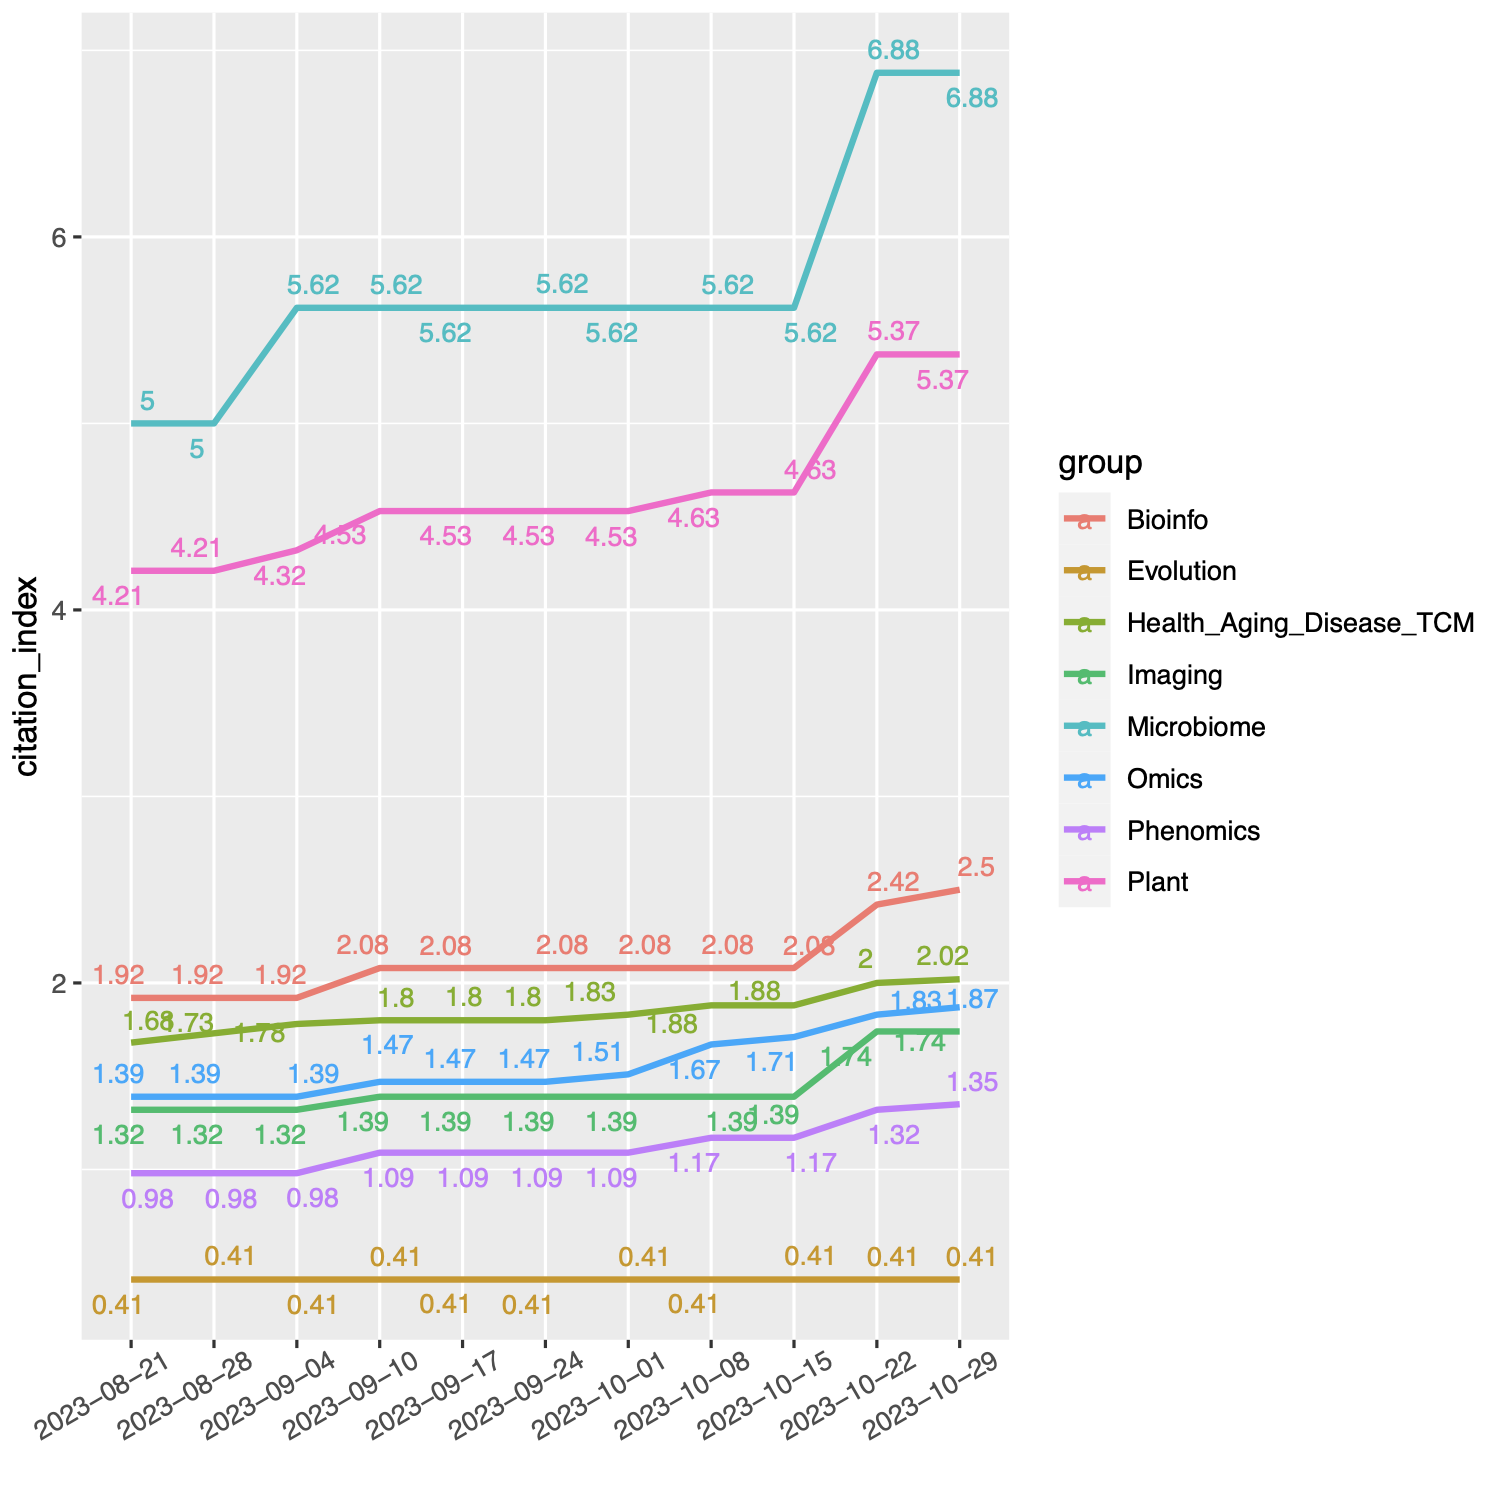 6.88
6.88
6
5.62 5.62 5.62 5.62
5.62 5.62 5.62
5.37
5.37
5
5
4.63
4.63
4.53 4.53 4.53 4.53
4.21
4.32
4.21
4
citation_index
2.5
2.42
2.08 2.08 2.08 2.08 2.08 2.08
2 2.02
1.92 1.92 1.92
2
1.8 1.8 1.8 1.83 1.88
1.83 1.87
1.68 1.73 1.78 1.88
1.47 1.47 1.47 1.51 1.67 1.71 1.74 1.74
1.39 1.39 1.39
1.35
1.32 1.32 1.32 1.39 1.39 1.39 1.39 1.39 1.39
1.32
0.98 0.98 0.98 1.09 1.09 1.09 1.09 1.17 1.17
0.41 0.41 0.41 0.41 0.41 0.41
0.41 0.41 0.41 0.41 0.41
2023–08–21
2023–08–28
2023–09–04
2023–09–10
2023–09–17
2023–09–24
2023–10–01
2023–10–08
2023–10–15
2023–10–22
2023–10–29
group
a Bioinfo
a Evolution
a Health_Aging_Disease_TCM
a Imaging
a Microbiome
a Omics
a Phenomics
a Plant